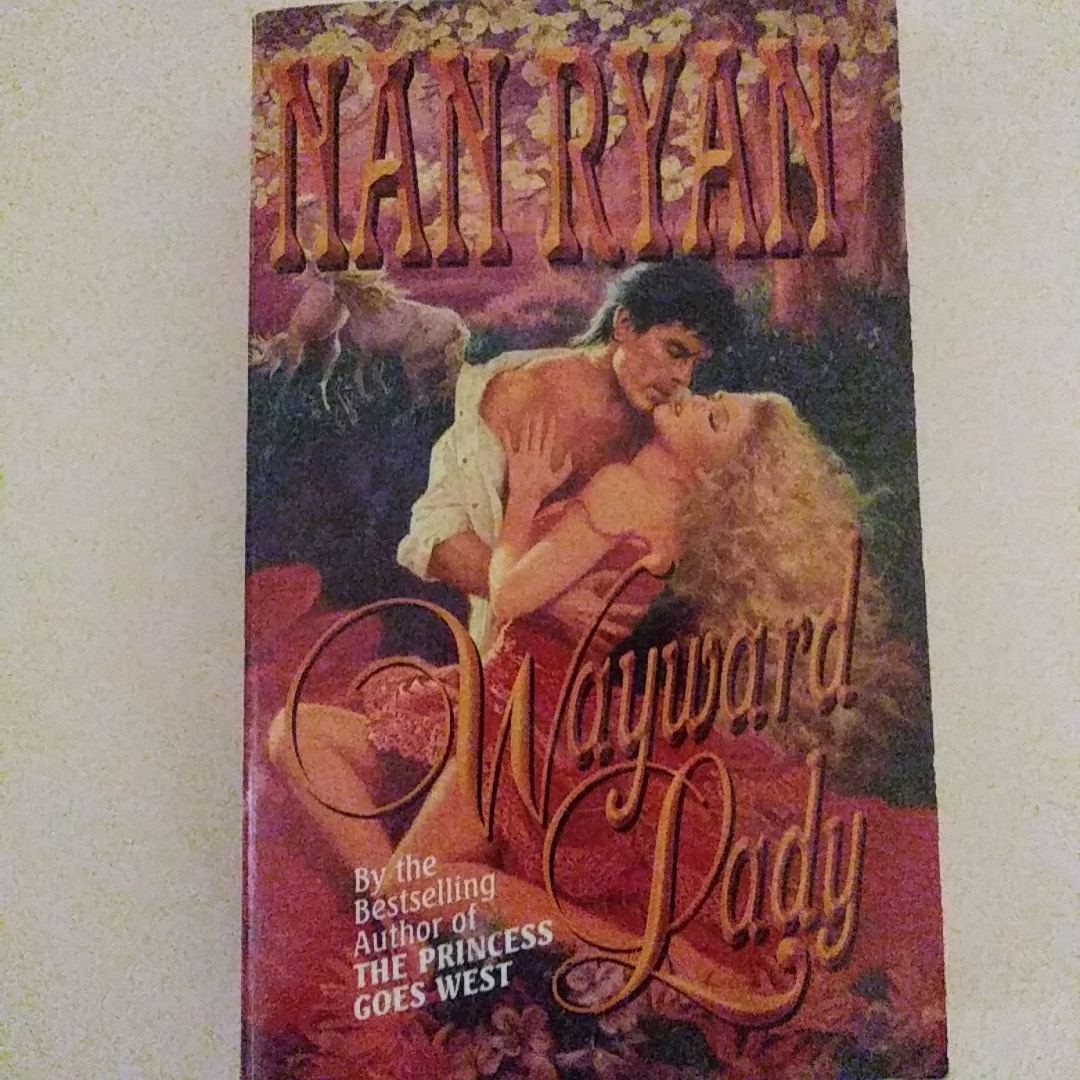 NAN RYAN
Wayward
Lady
By the
Bestselling
Author of
THE PRINCESS
GOES WEST